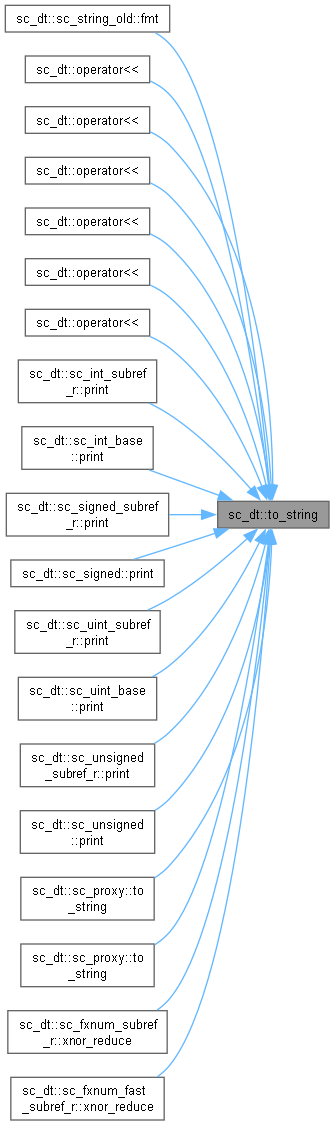 sc_dt::sc_string_old::fmt
sc_dt::operator<<
sc_dt::operator<<
sc_dt::operator<<
sc_dt::operator<<
sc_dt::operator<<
sc_dt::operator<<
sc_dt::sc_int_subref
_r::print
sc_dt::sc_int_base
::print
sc_dt::sc_signed_subref
_r::print
sc_dt::to_string
sc_dt::sc_signed::print
sc_dt::sc_uint_subref
_r::print
sc_dt::sc_uint_base
::print
sc_dt::sc_unsigned
_subref_r::print
sc_dt::sc_unsigned
::print
sc_dt::sc_proxy::to
_string
sc_dt::sc_proxy::to
_string
sc_dt::sc_fxnum_subref
_r::xnor_reduce
sc_dt::sc_fxnum_fast
_subref_r::xnor_reduce